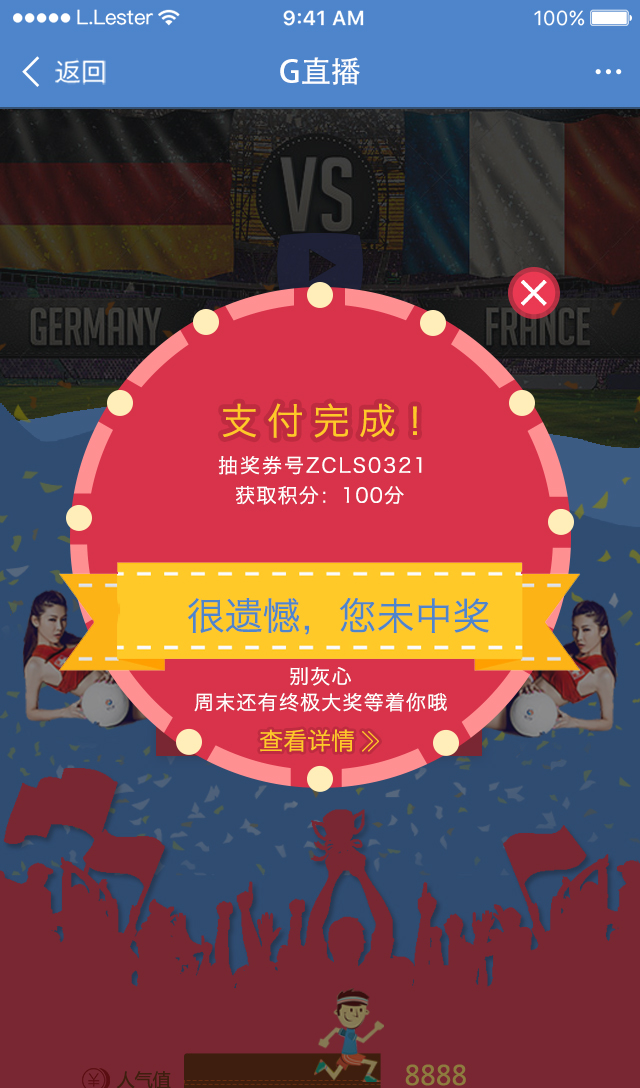 L.Lester 9:41 AM 100%
返回 G直播
VS
GERMANY FRANCE
支付完成！
抽奖券号ZCLS0321
获取积分：100分
很遗憾，您未中奖
别灰心
周末还有终极大奖等着你哦
查看详情
人气值 8888